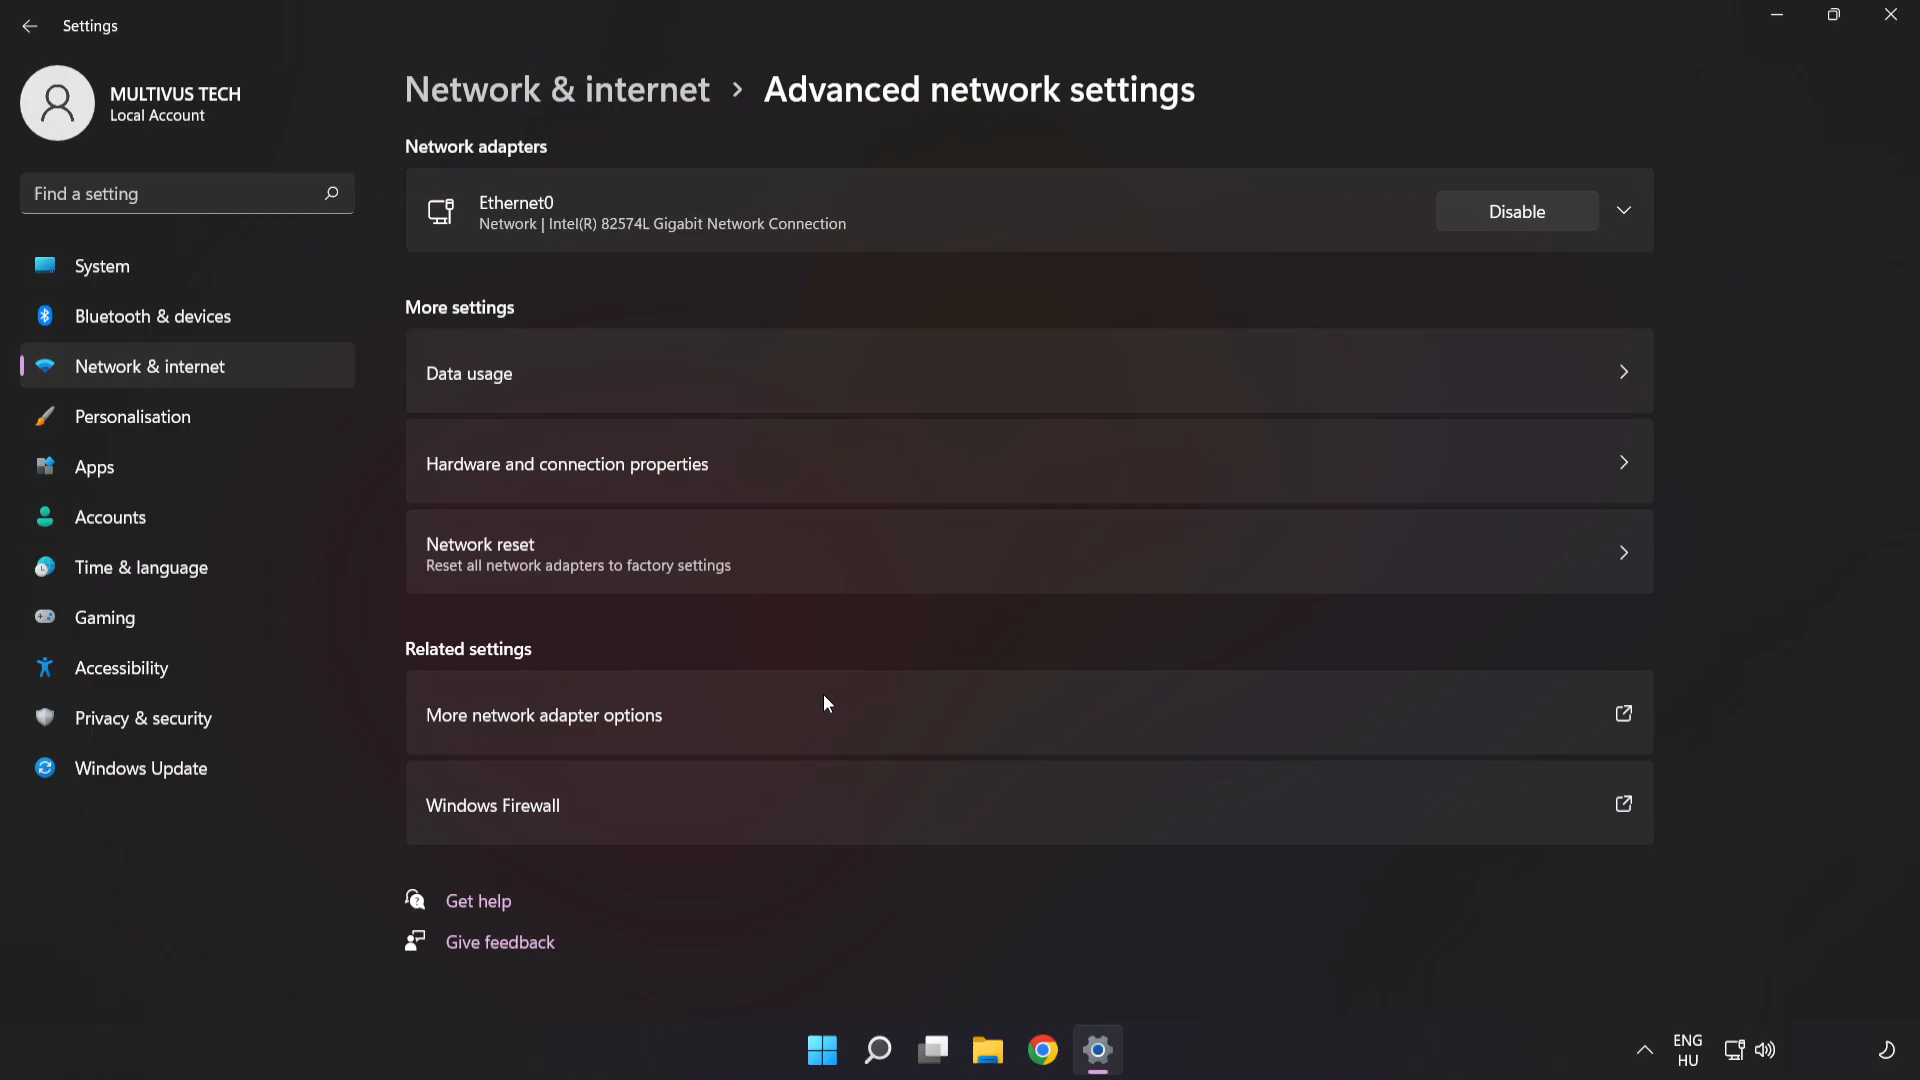 Settings
MULTIVUS TECH
Local Account
Find a setting
System
Bluetooth & devices
Network & internet
Personalisation
Apps
Accounts
Time & language
Gaming
Accessibility
Privacy & security
Windows Update
Network & internet > Advanced network settings
Network adapters
Ethernet0
Network | Intel(R) 82574L Gigabit Network Connection
Disable
More settings
Data usage
Hardware and connection properties
Network reset
Reset all network adapters to factory settings
Related settings
More network adapter options
Windows Firewall
Get help
Give feedback
ENG
HU